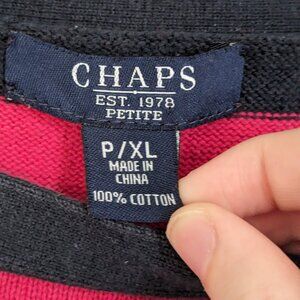 CHAPS
EST. 1978
PETITE
P/XL
MADE IN
CHINA
100% COTTON